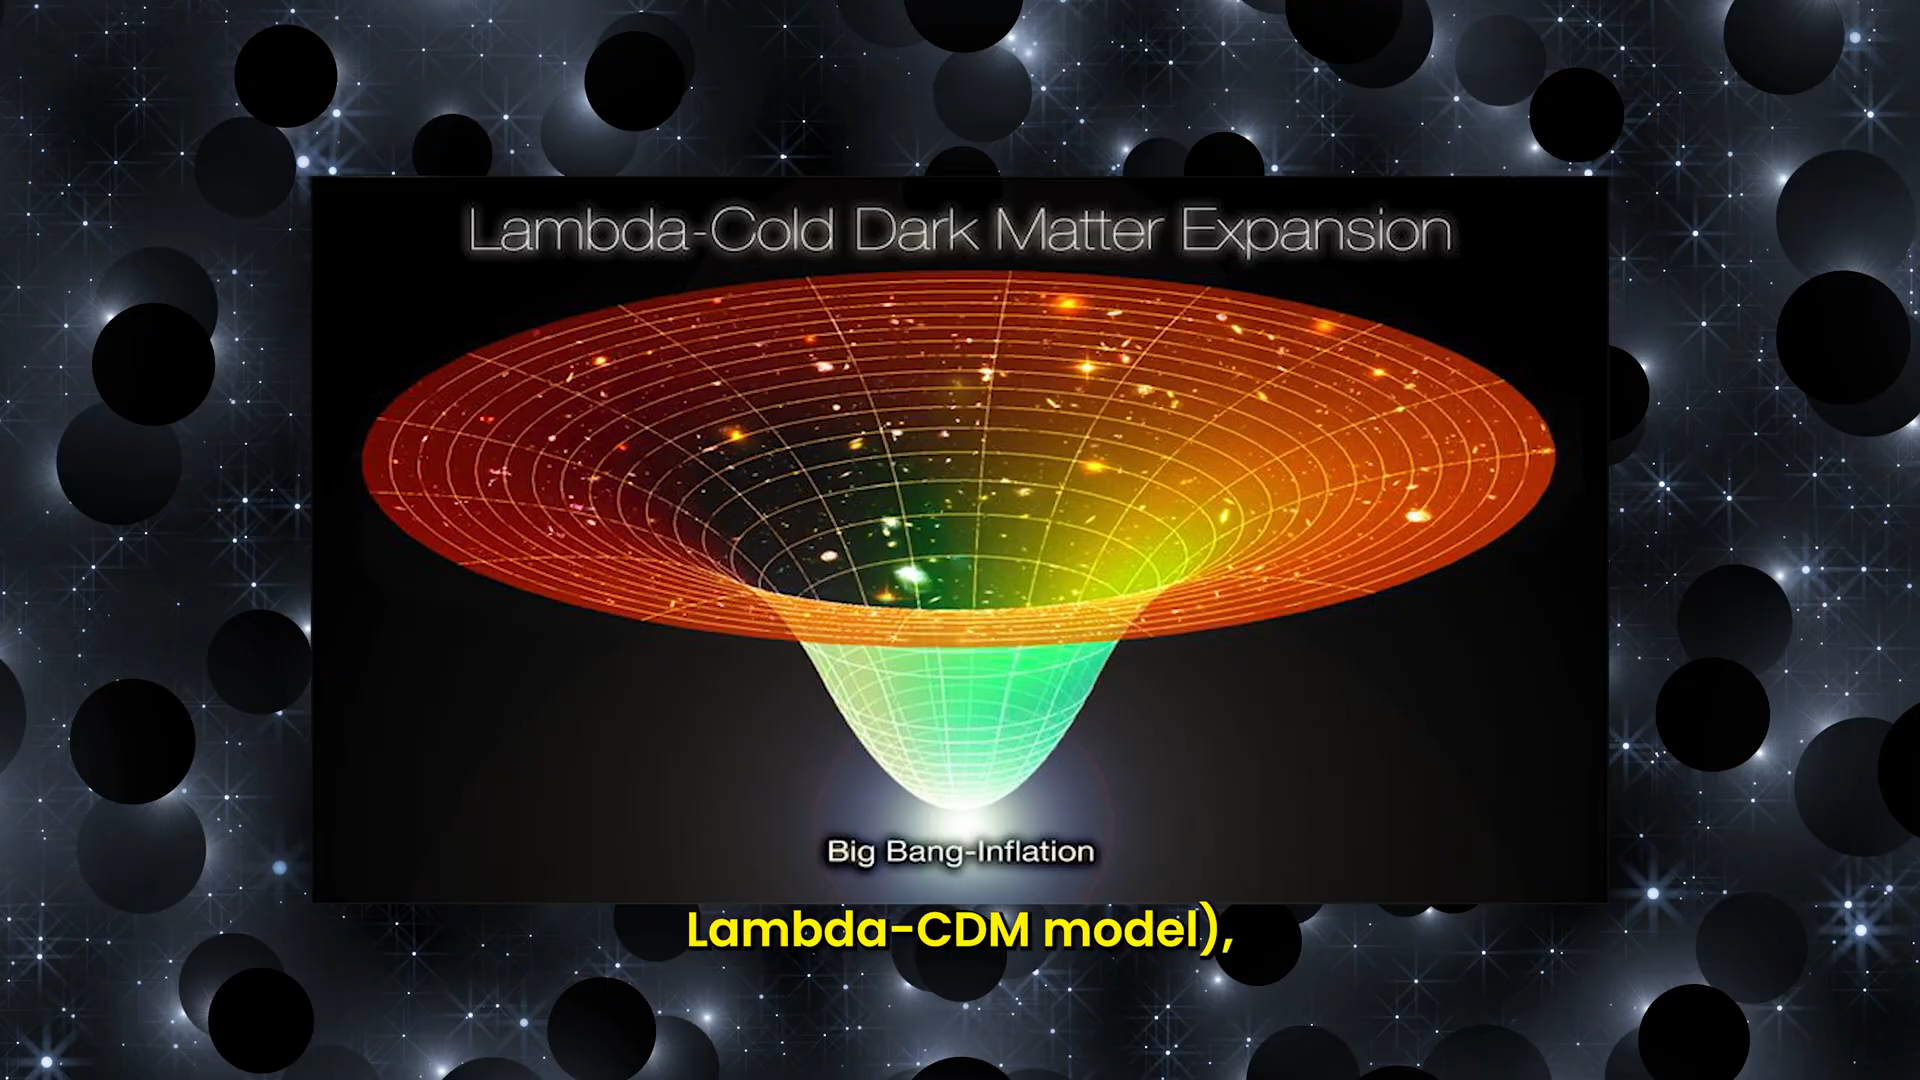 Lambda-Cold Dark Matter Expansion
Big Bang-Inflation
Lambda-CDM model),